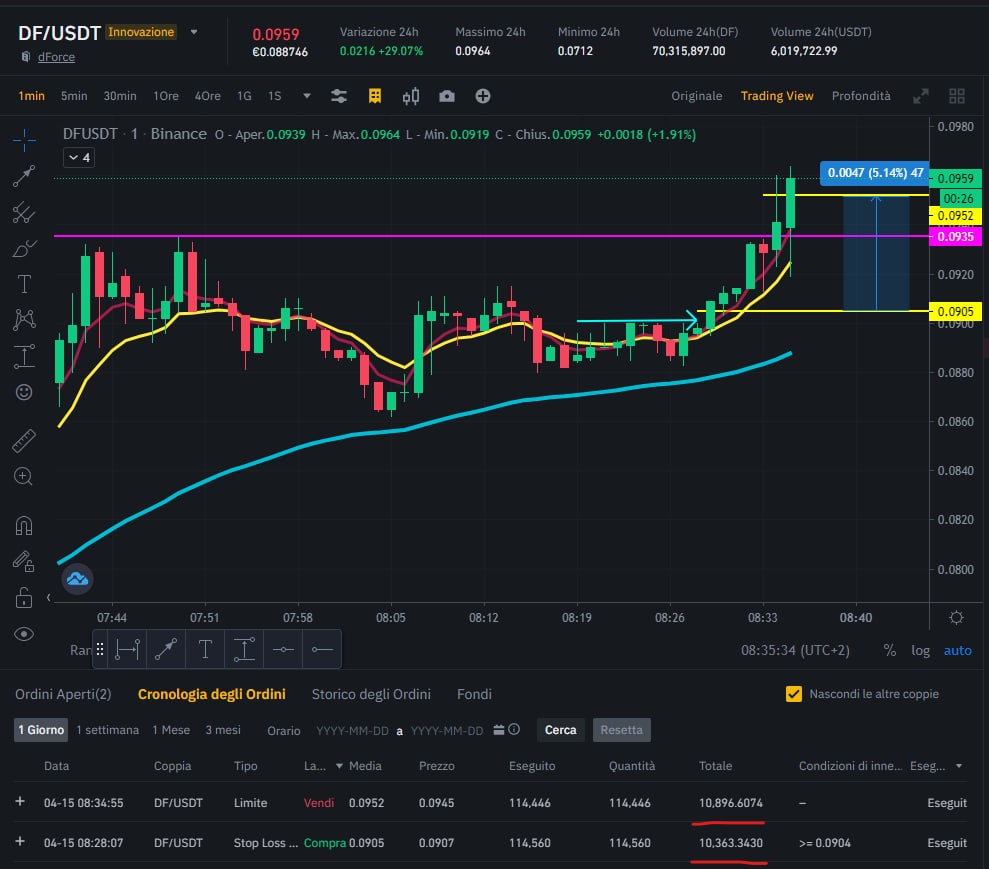 DF/USDT Innovazione
dForce
0.0959
€0.088746
Variazione 24h
0.0216 +29.07%
Massimo 24h
0.0964
Minimo 24h
0.0712
Volume 24h(DF)
70,315,897.00
Volume 24h(USDT)
6,019,722.99
1min 5min 30min 1Ore 4Ore 1G 1S Originale Trading View Profondità
DFUSDT · 1 · Binance O - Aper.0.0939 H - Max.0.0964 L - Min.0.0919 C - Chius.0.0959 +0.0018 (+1.91%)
4
0.0047 (5.14%) 47
0.0980
0.0959
00:26
0.0952
0.0935
0.0920
0.0905
0.0900
0.0880
0.0860
0.0840
0.0820
0.0800
07:44 07:51 07:58 08:05 08:12 08:19 08:26 08:33 08:40
Ran T 08:35:34 (UTC+2) % log auto
Ordini Aperti(2) Cronologia degli Ordini Storico degli Ordini Fondi Nascondi le altre coppie
1 Giorno 1 settimana 1 Mese 3 mesi Orario YYYY-MM-DD a YYYY-MM-DD Cerca Resetta
Data Coppia Tipo La... Media Prezzo Eseguito Quantità Totale Condizioni di inne... Eseg...
04-15 08:34:55 DF/USDT Limite Vendi 0.0952 0.0945 114,446 114,446 10,896.6074 – Eseguit
04-15 08:28:07 DF/USDT Stop Loss ... Compra 0.0905 0.0907 114,560 114,560 10,363.3430 >= 0.0904 Eseguit